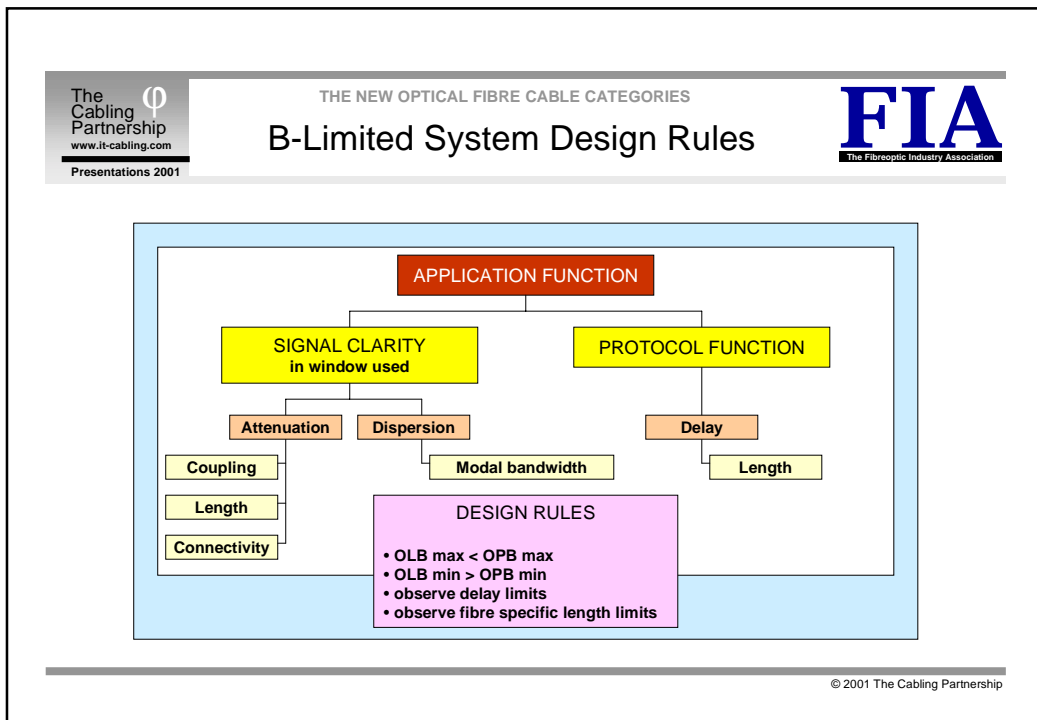 The
Cabling φ
Partnership
www.it-cabling.com
Presentations 2001
THE NEW OPTICAL FIBRE CABLE CATEGORIES
B-Limited System Design Rules
FIA
The Fibreoptic Industry Association
APPLICATION FUNCTION
SIGNAL CLARITY
in window used
PROTOCOL FUNCTION
Attenuation
Dispersion
Delay
Coupling
Modal bandwidth
Length
Length
Connectivity
DESIGN RULES
• OLB max < OPB max
• OLB min > OPB min
• observe delay limits
• observe fibre specific length limits
© 2001 The Cabling Partnership